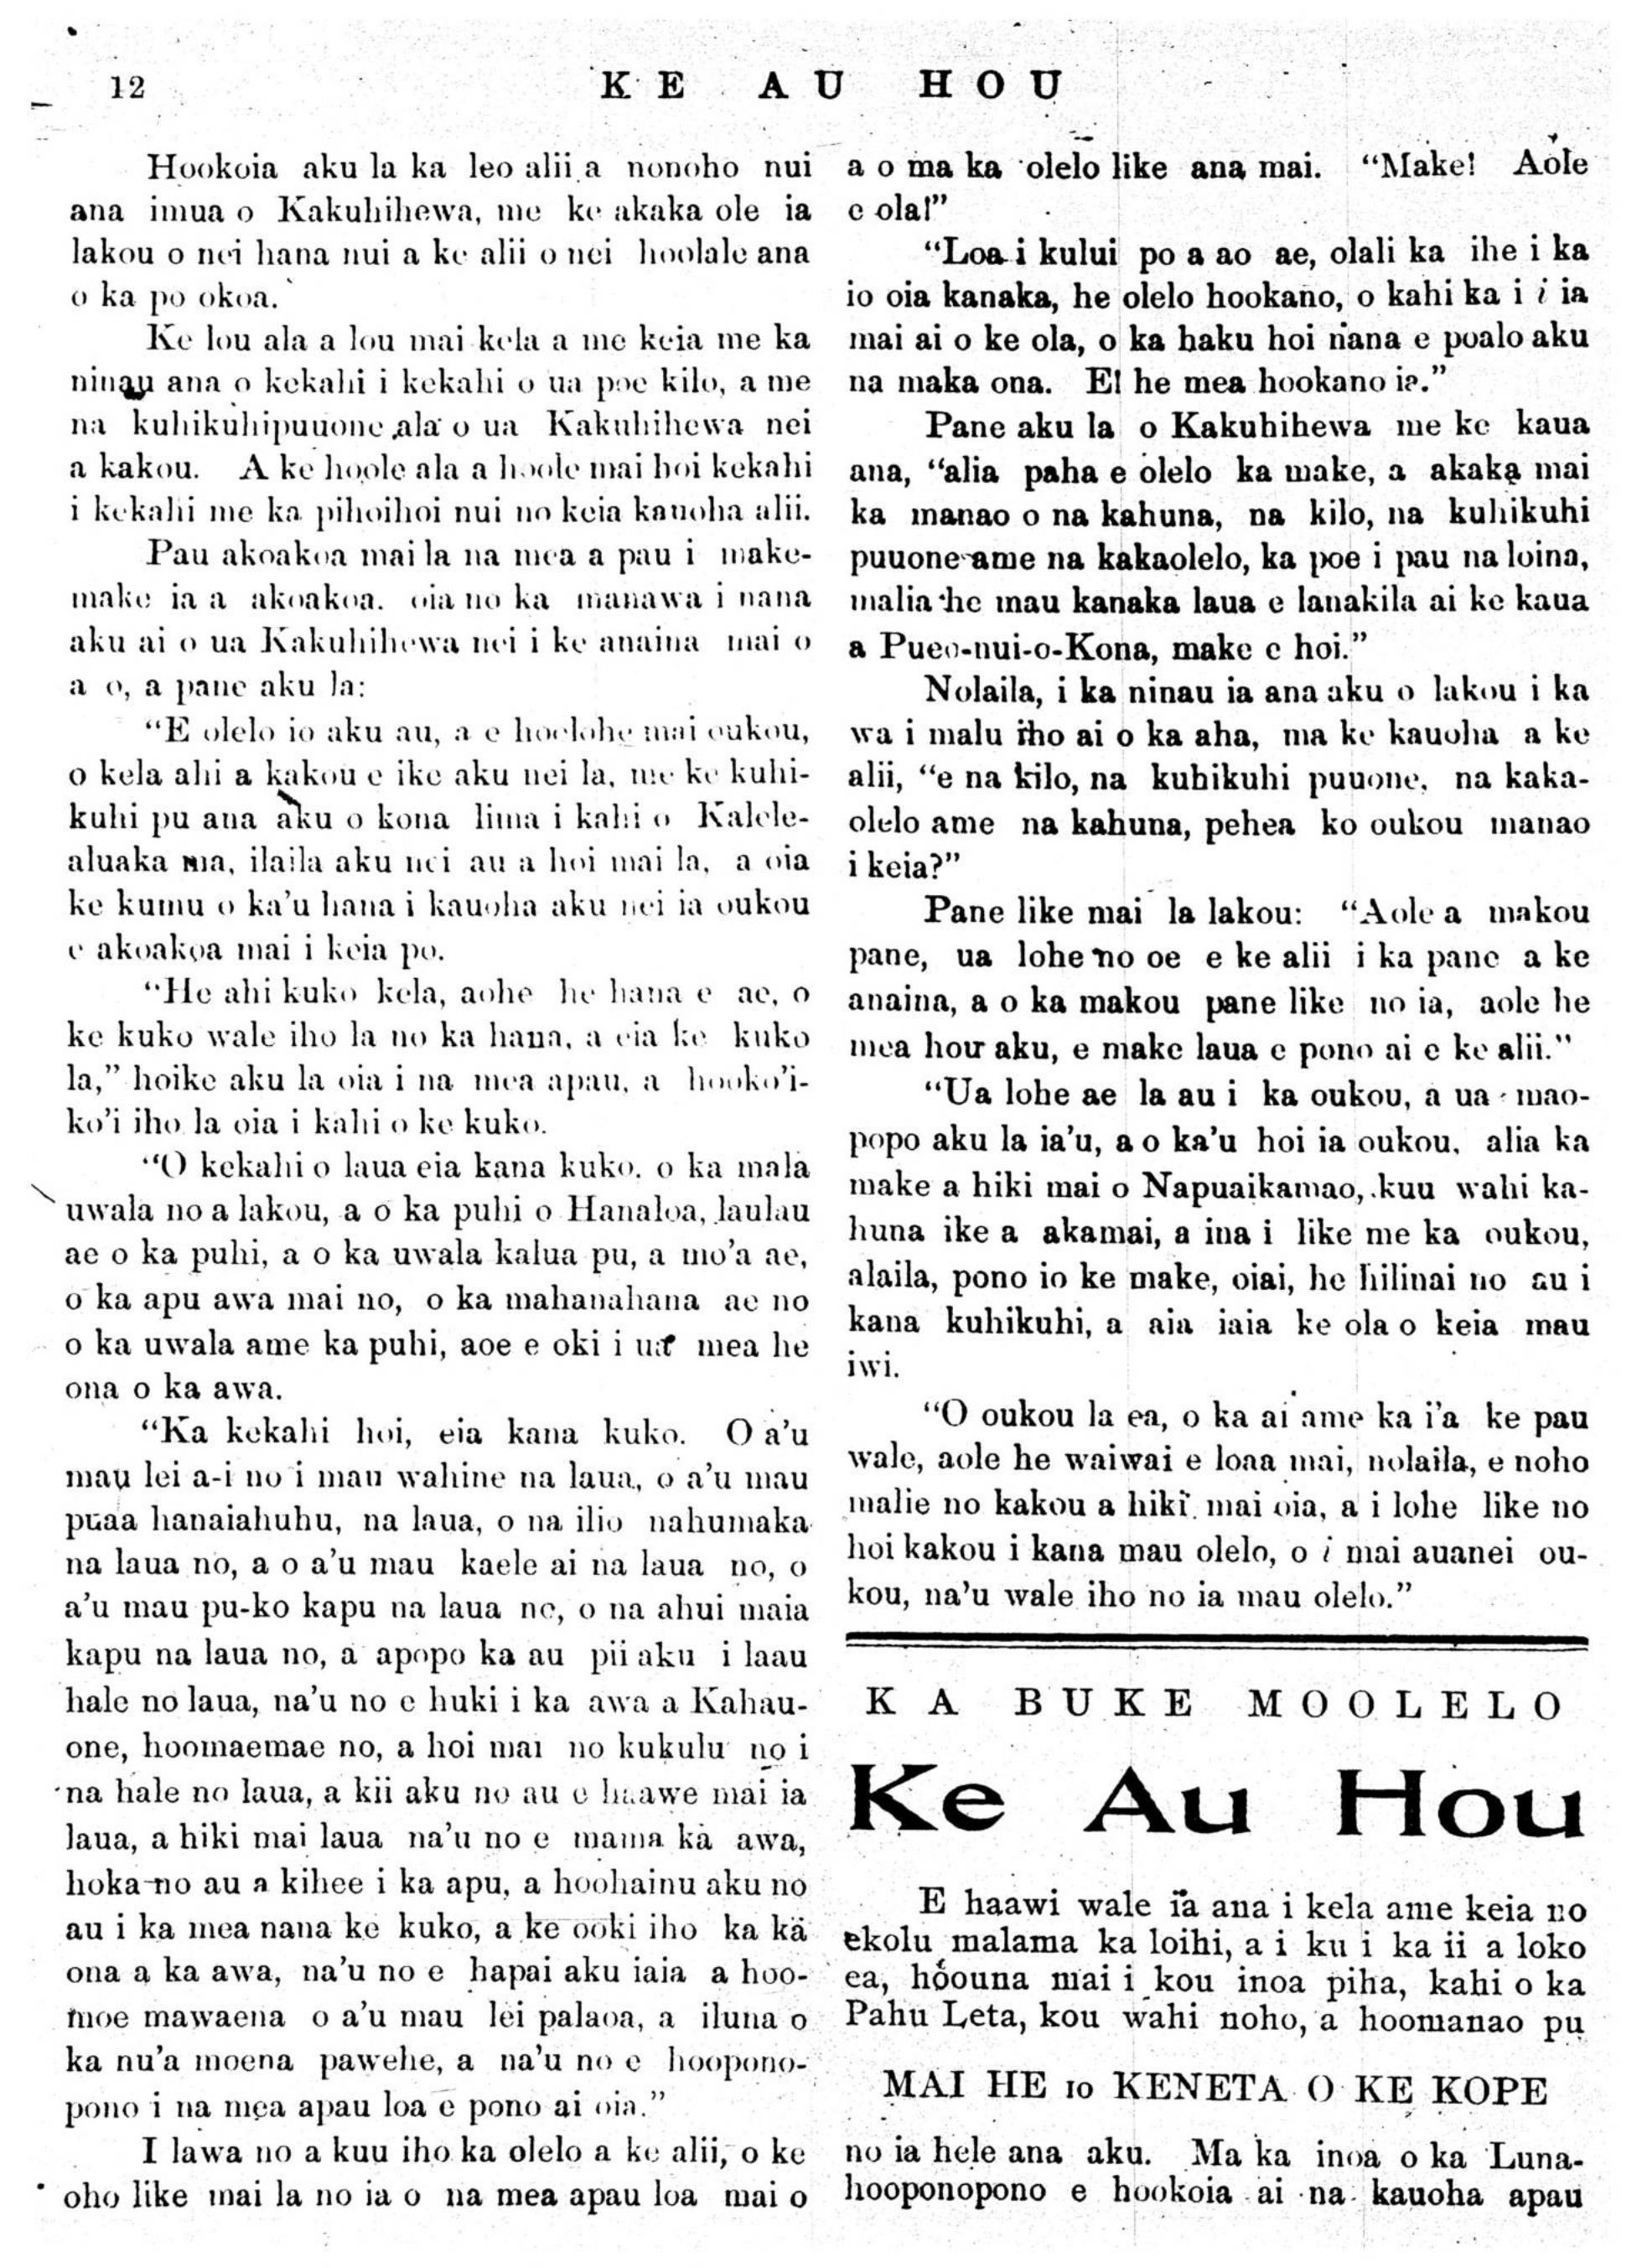 12
KE AU HOU
Hookoia aku la ka leo alii a nonoho nui
ana imua o Kakuhihewa, me ke akaka ole ia
lakou o nei hana nui a ke alii o nei hoolale ana
o ka po okoa.
Ke lou ala a lou mai kela a me keia me ka
ninau ana o kekahi i kekahi o ua poe kilo, a me
na kuhikuhipuuone ala o ua Kakuhihewa nei
a kakou. A ke hoole ala a hoole mai hoi kekahi
i kekahi me ka pihoihoi nui no keia kauoha alii.
Pau akoakoa mai la na mea a pau i make-
make ia a akoakoa. oia no ka manawa i nana
aku ai o ua Kakuhihewa nei i ke anaina mai o
a o, a pane aku la:
"E olelo io aku au, a e hoolohe mai oukou,
o kela ahi a kakou e ike aku nei la, me ke kuhi-
kuhi pu ana aku o kona lima i kahi o Kalele-
aluaka ma, ilaila aku nei au a hoi mai la, a oia
ke kumu o ka'u hana i kauoha aku nei ia oukou
e akoakoa mai i keia po.
"He ahi kuko kela, aohe he hana e ae, o
ke kuko wale iho la no ka hana, a eia ke kuko
la," hoike aku la oia i na mea apau, a hooko'i-
ko'i iho la oia i kahi o ke kuko.
"O kekahi o laua eia kana kuko. o ka mala
uwala no a lakou, a o ka puhi o Hanaloa, laulau
ae o ka puhi, a o ka uwala kalua pu, a mo'a ae,
o ka apu awa mai no, o ka mahanahana ae no
o ka uwala ame ka puhi, aoe e oki i ua mea he
ona o ka awa.
"Ka kekahi hoi, eia kana kuko. O a'u
mau lei a-i no i mau wahine na laua, o a'u mau
puaa hanaiahuhu, na laua, o na ilio nahumaka
na laua no, a o a'u mau kaele ai na laua no, o
a'u mau pu-ko kapu na laua no, o na ahui maia
kapu na laua no, a apopo ka au pii aku i laau
hale no laua, na'u no e huki i ka awa a Kahau-
one, hoomaemae no, a hoi mai no kukulu no i
na hale no laua, a kii aku no au e haawe mai ia
laua, a hiki mai laua na'u no e mama ka awa,
hoka no au a kihee i ka apu, a hoohainu aku no
au i ka mea nana ke kuko, a ke ooki iho ka ka
ona a ka awa, na'u no e hapai aku iaia a hoo-
moe mawaena o a'u mau lei palaoa, a iluna o
ka nu'a moena pawehe, a na'u no e hoopono-
pono i na mea apau loa e pono ai oia."
I lawa no a kuu iho ka olelo a ke alii, o ke
oho like mai la no ia o na mea apau loa mai o
a o ma ka olelo like ana mai. "Make! Aole
e ola!"
"Loa i kului po a ao ae, olali ka ihe i ka
io oia kanaka, he olelo hookano, o kahi ka i i ia
mai ai o ke ola, o ka haku hoi nana e poalo aku
na maka ona. E! he mea hookano ia."
Pane aku la o Kakuhihewa me ke kaua
ana, "alia paha e olelo ka make, a akaka mai
ka manao o na kahuna, na kilo, na kuhikuhi
puuone ame na kakaolelo, ka poe i pau na loina,
malia he mau kanaka laua e lanakila ai ke kaua
a Pueo-nui-o-Kona, make e hoi."
Nolaila, i ka ninau ia ana aku o lakou i ka
wa i malu iho ai o ka aha, ma ke kauoha a ke
alii, "e na kilo, na kuhikuhi puuone, na kaka-
olelo ame na kahuna, pehea ko oukou manao
i keia?"
Pane like mai la lakou: "Aole a makou
pane, ua lohe no oe e ke alii i ka pane a ke
anaina, a o ka makou pane like no ia, aole he
mea hou aku, e make laua e pono ai e ke alii."
"Ua lohe ae la au i ka oukou, a ua mao-
popo aku la ia'u, a o ka'u hoi ia oukou, alia ka
make a hiki mai o Napuaikamao, kuu wahi ka-
huna ike a akamai, a ina i like me ka oukou,
alaila, pono io ke make, oiai, he hilinai no au i
kana kuhikuhi, a aia iaia ke ola o keia mau
iwi.
"O oukou la ea, o ka ai ame ka i'a ke pau
wale, aole he waiwai e loaa mai, nolaila, e noho
malie no kakou a hiki mai oia, a i lohe like no
hoi kakou i kana mau olelo, o i mai auanei ou-
kou, na'u wale iho no ia mau olelo."
KA BUKE MOOLELO
Ke Au Hou
E haawi wale ia ana i kela ame keia no
ekolu malama ka loihi, a i ku i ka ii a loko
ea, hoouna mai i kou inoa piha, kahi o ka
Pahu Leta, kou wahi noho, a hoomanao pu
MAI HE 10 KENETA O KE KOPE
no ia hele ana aku. Ma ka inoa o ka Luna-
hooponopono e hookoia ai na kauoha apau